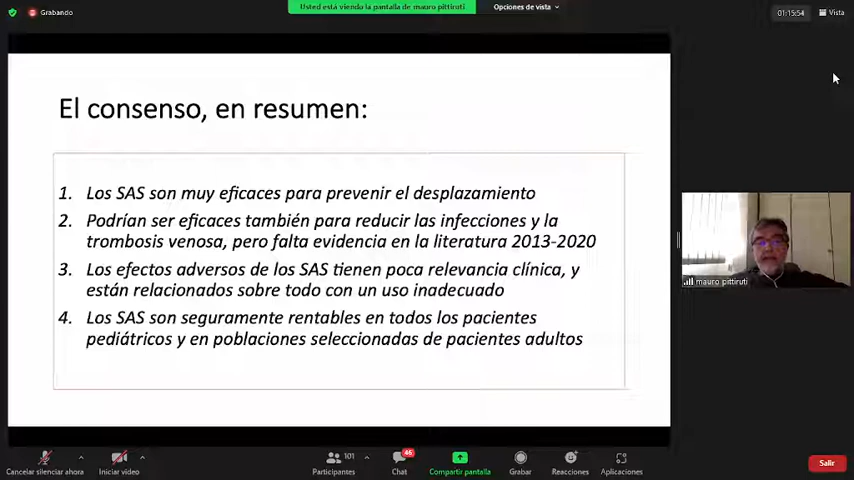 Grabando
Usted está viendo la pantalla de mauro pittiruti
Opciones de vista
01:15:54
Vista
El consenso, en resumen:
1. Los SAS son muy eficaces para prevenir el desplazamiento
2. Podrían ser eficaces también para reducir las infecciones y la
trombosis venosa, pero falta evidencia en la literatura 2013-2020
3. Los efectos adversos de los SAS tienen poca relevancia clínica, y
están relacionados sobre todo con un uso inadecuado
4. Los SAS son seguramente rentables en todos los pacientes
pediátricos y en poblaciones seleccionadas de pacientes adultos
mauro pittiruti
Cancelar silenciar ahora
Iniciar video
101
Participantes
46
Chat
Compartir pantalla
Grabar
Reacciones
Aplicaciones
Salir